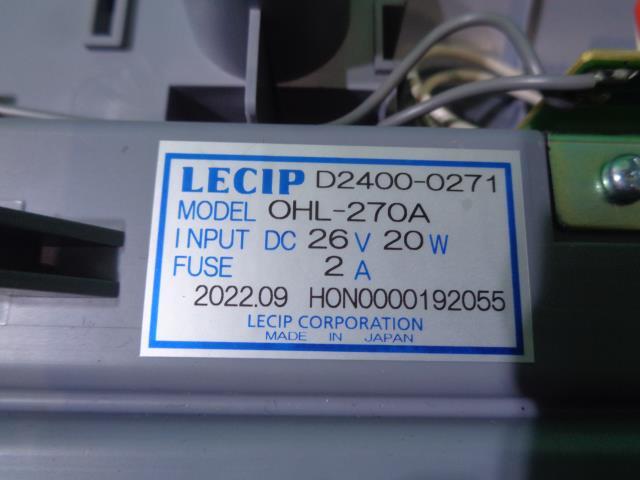 LECIP D2400-0271
MODEL OHL-270A
INPUT DC 26 V 20 W
FUSE 2 A
2022.09 HON0000192055
LECIP CORPORATION
MADE IN JAPAN